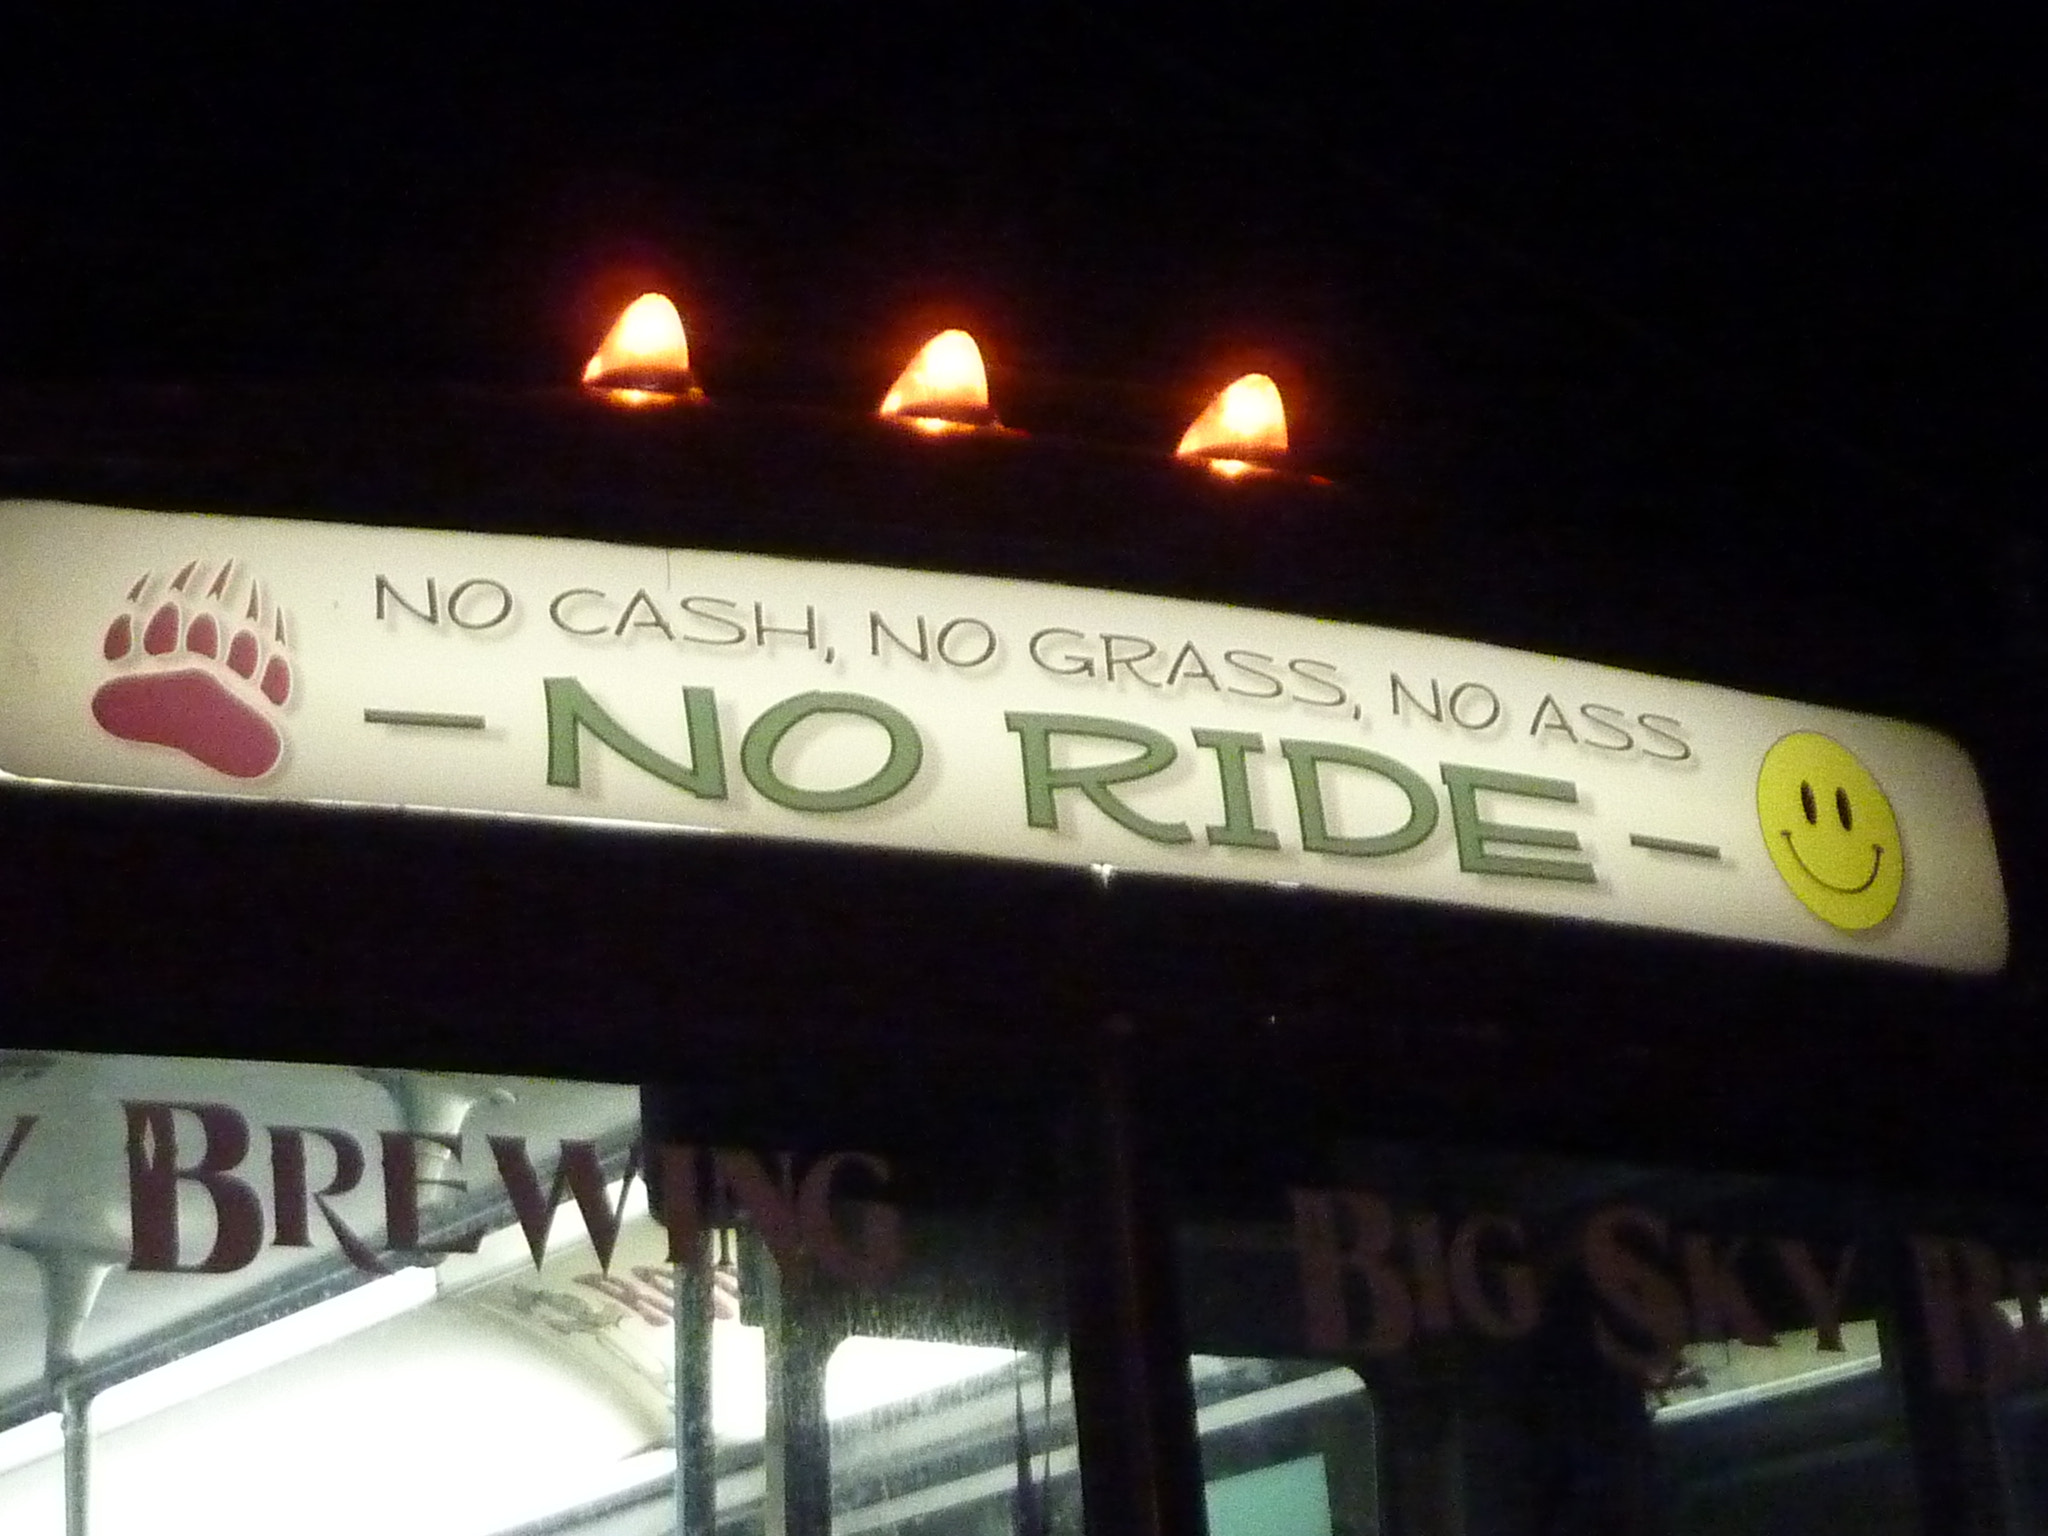 NO CASH, NO GRASS, NO ASS
- NO RIDE -
BREWING
BIG SKY